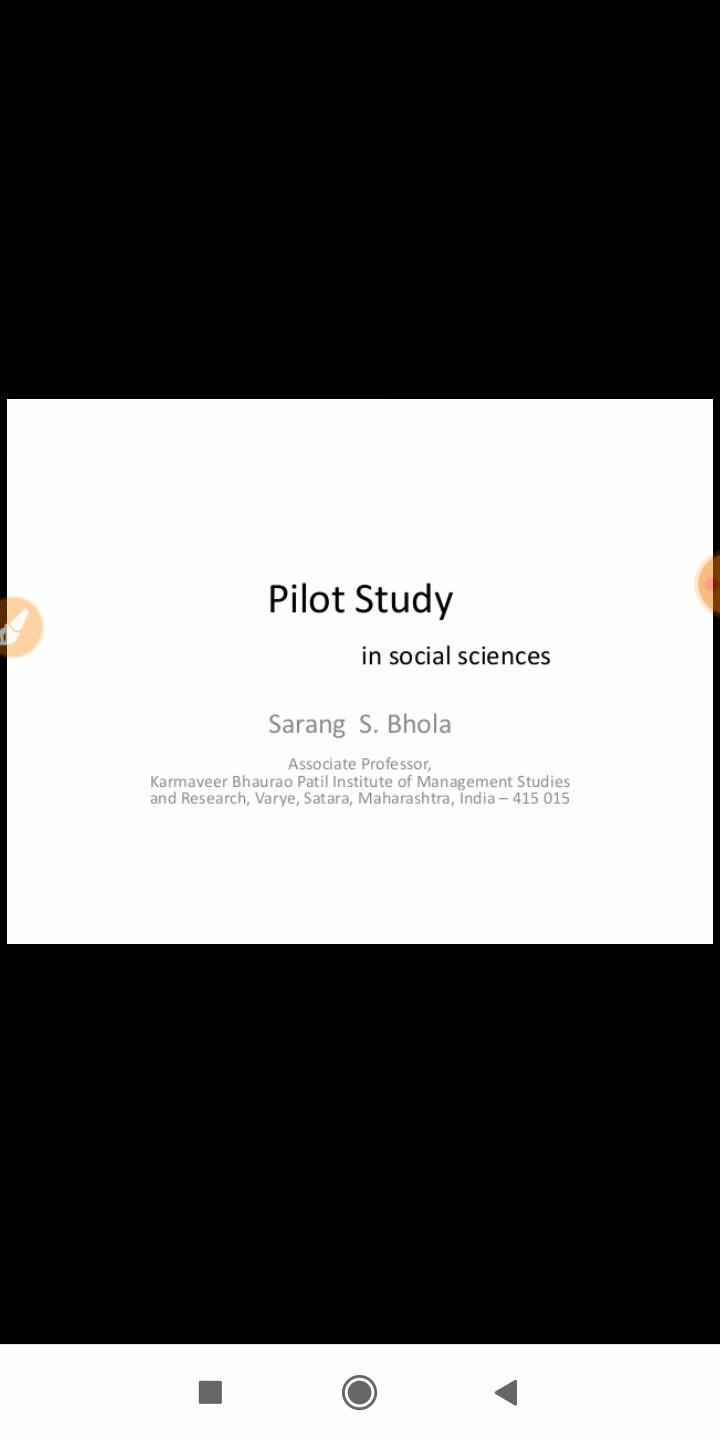 Pilot Study
in social sciences
Sarang S. Bhola
Associate Professor,
Karmaveer Bhaurao Patil Institute of Management Studies
and Research, Varye, Satara, Maharashtra, India – 415 015